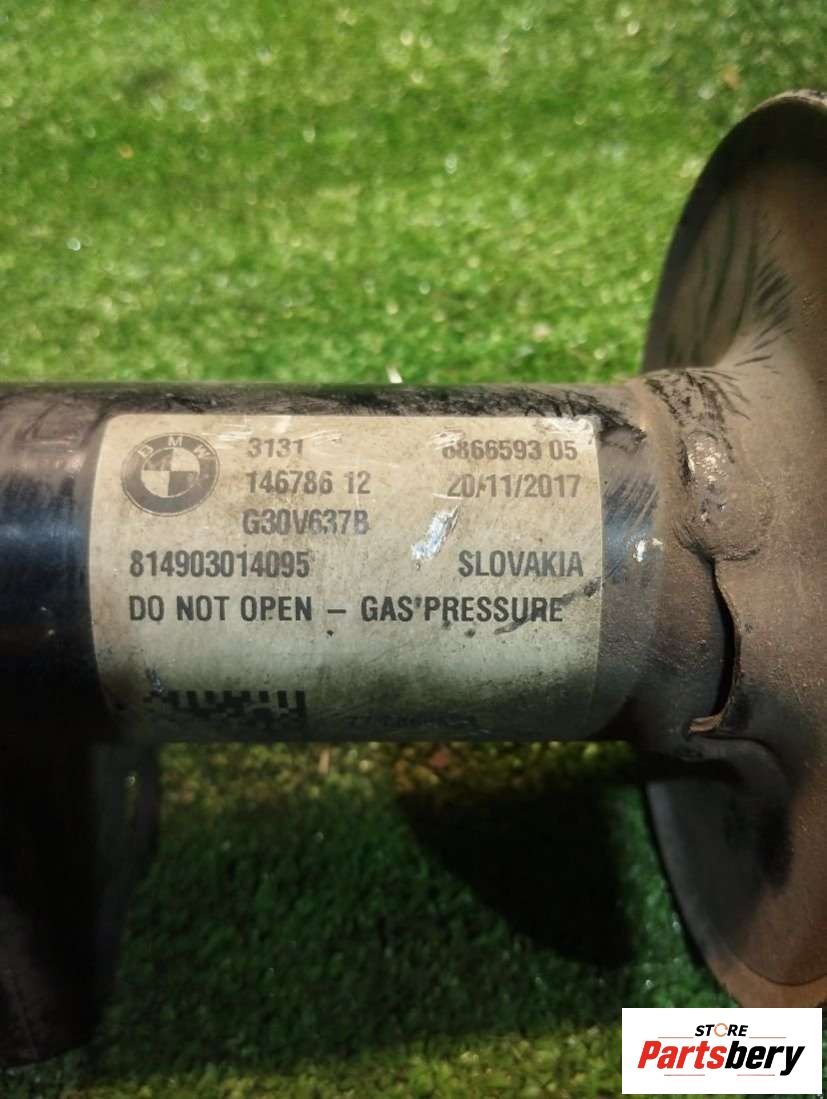 BMW
3131 6866593 05
146786 12 20/11/2017
G30V637B
814903014095 SLOVAKIA
DO NOT OPEN – GAS PRESSURE
STORE
Partsbery